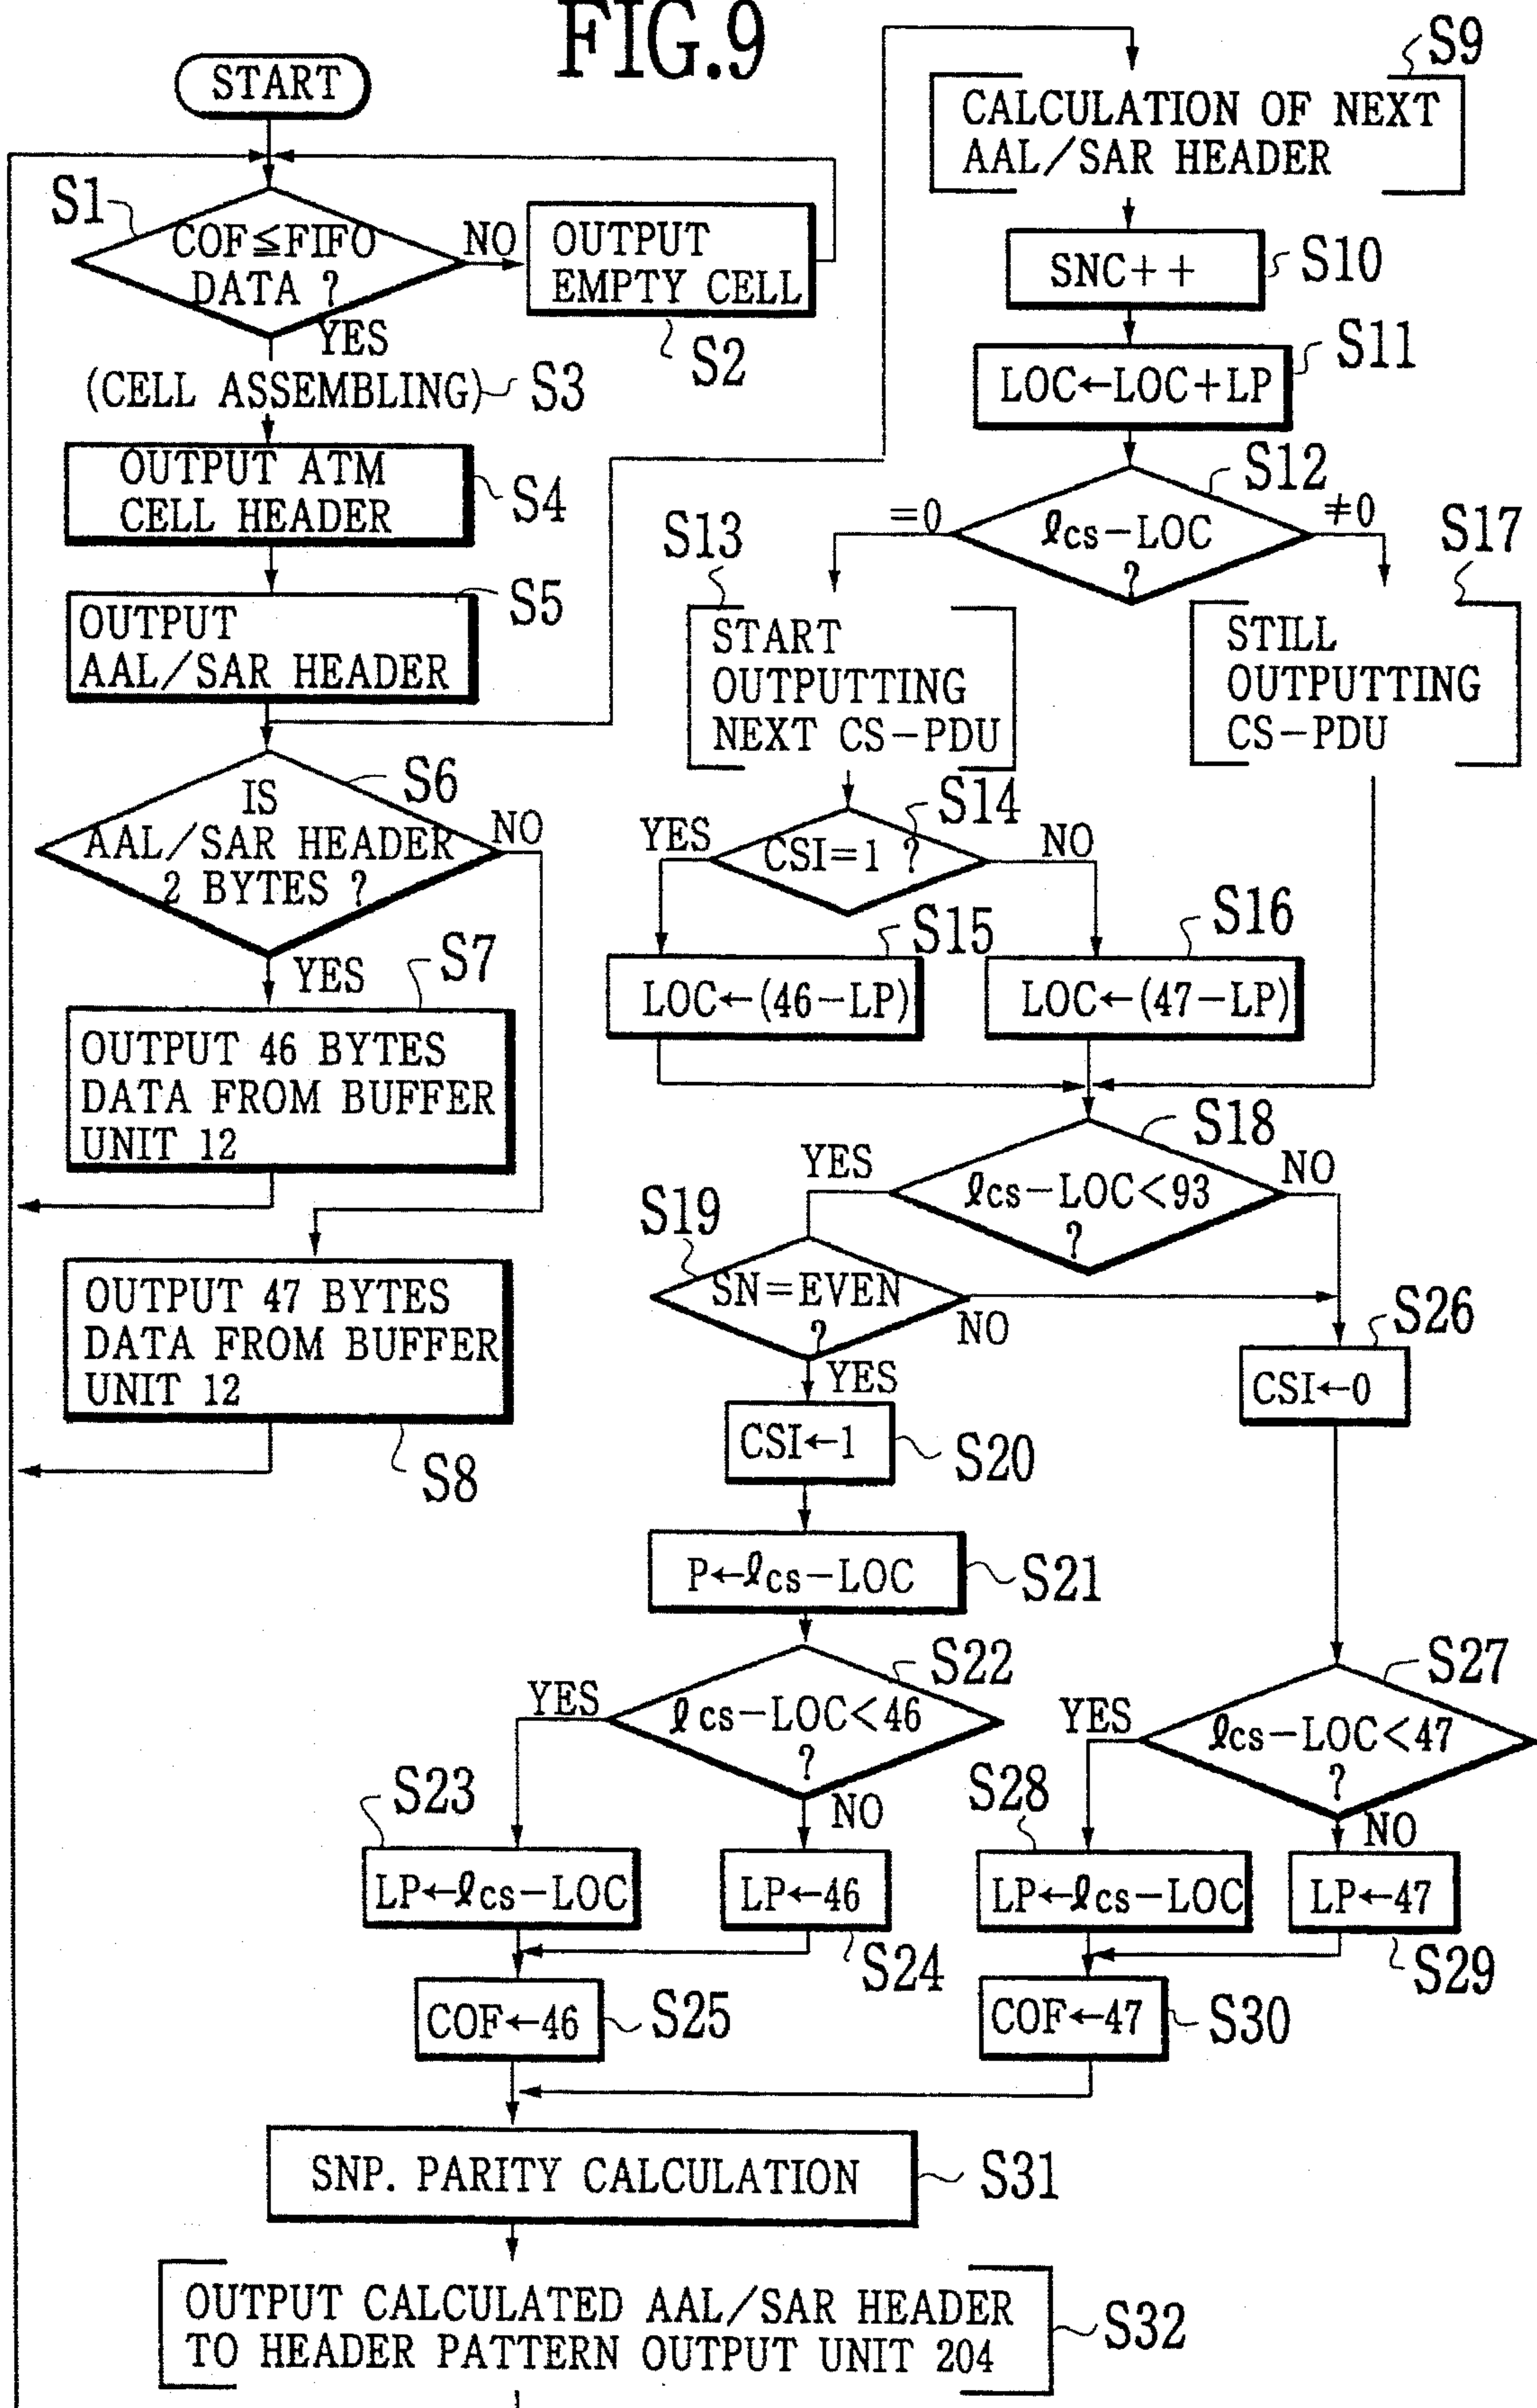 FIG.9
START
S1
COF≦FIFO
DATA ?
NO
OUTPUT
EMPTY CELL
S2
YES
(CELL ASSEMBLING)
S3
OUTPUT ATM
CELL HEADER
S4
OUTPUT
AAL/SAR HEADER
S5
IS
AAL/SAR HEADER
2 BYTES ?
S6
NO
YES
S7
OUTPUT 46 BYTES
DATA FROM BUFFER
UNIT 12
OUTPUT 47 BYTES
DATA FROM BUFFER
UNIT 12
S8
S9
CALCULATION OF NEXT
AAL/SAR HEADER
SNC++
S10
LOC←LOC+LP
S11
S12
ℓcs−LOC
?
=0
≠0
S13
START
OUTPUTTING
NEXT CS−PDU
S17
STILL
OUTPUTTING
CS−PDU
S14
CSI=1 ?
YES
NO
S15
LOC←(46−LP)
S16
LOC←(47−LP)
S18
ℓcs−LOC<93
?
YES
NO
S19
SN=EVEN
?
NO
YES
S26
CSI←0
CSI←1
S20
P←ℓcs−LOC
S21
S22
ℓcs−LOC<46
?
YES
NO
S27
ℓcs−LOC<47
?
YES
NO
S23
LP←ℓcs−LOC
LP←46
S24
S28
LP←ℓcs−LOC
LP←47
S29
COF←46
S25
COF←47
S30
SNP. PARITY CALCULATION
S31
OUTPUT CALCULATED AAL/SAR HEADER
TO HEADER PATTERN OUTPUT UNIT 204
S32